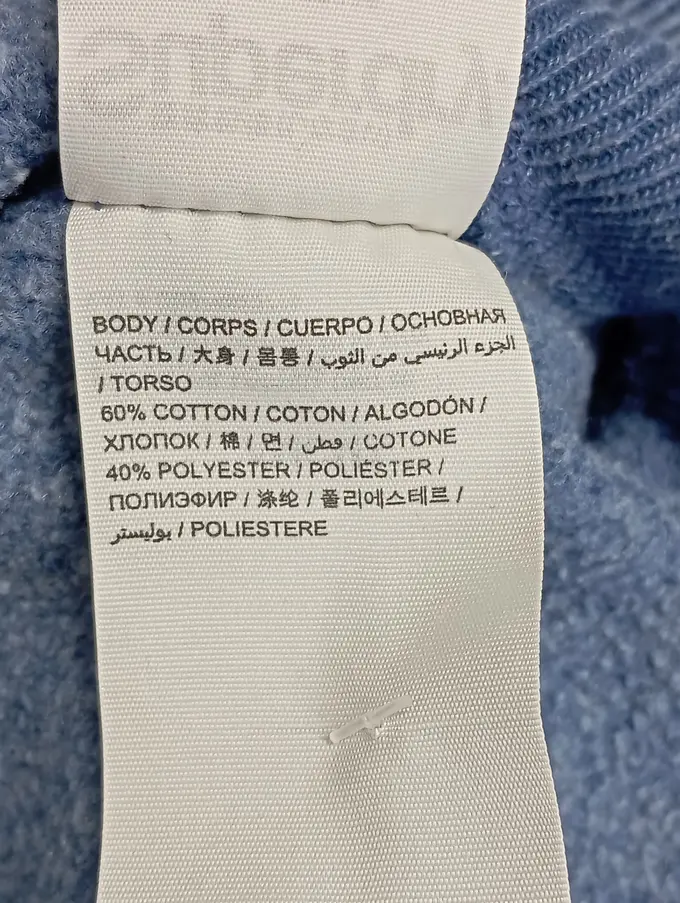 BODY / CORPS / CUERPO / ОСНОВНАЯ
ЧАСТЬ / 大身 / 몸통 / الجزء الرئيسي من الثوب
/ TORSO
60% COTTON / COTON / ALGODÓN /
ХЛОПОК / 棉 / 면 / قطن / COTONE
40% POLYESTER / POLIÉSTER /
ПОЛИЭФИР / 涤纶 / 폴리에스테르 /
بوليستر / POLIESTERE